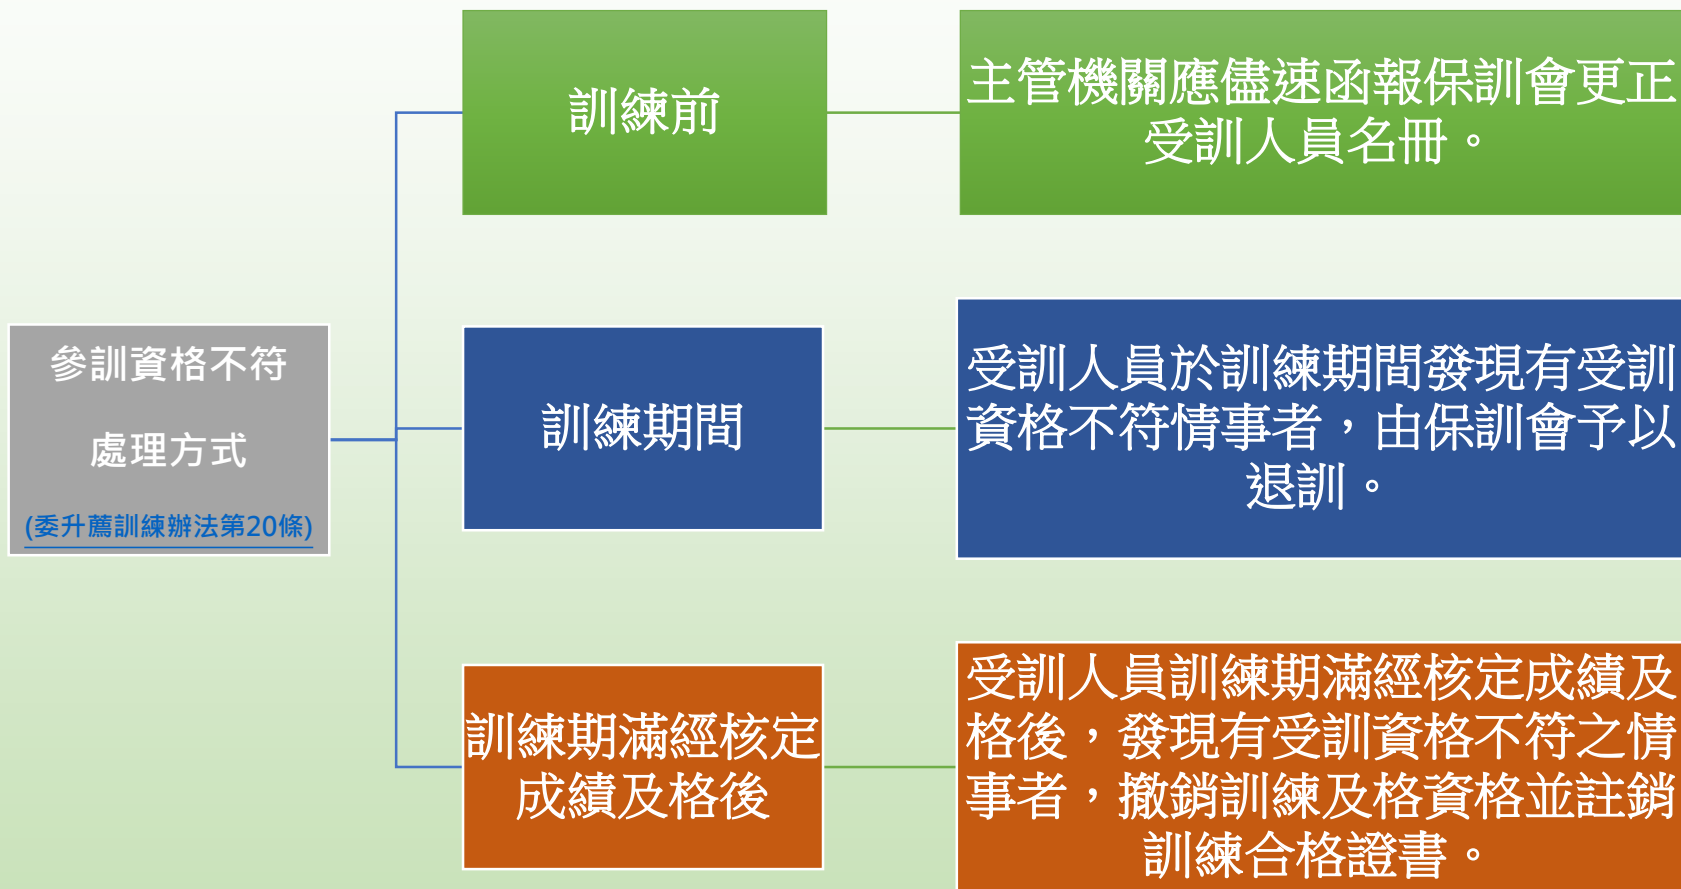 參訓資格不符
處理方式
(委升薦訓練辦法第20條)
訓練前
主管機關應儘速函報保訓會更正
受訓人員名冊。
訓練期間
受訓人員於訓練期間發現有受訓
資格不符情事者，由保訓會予以
退訓。
訓練期滿經核定
成績及格後
受訓人員訓練期滿經核定成績及
格後，發現有受訓資格不符之情
事者，撤銷訓練及格資格並註銷
訓練合格證書。